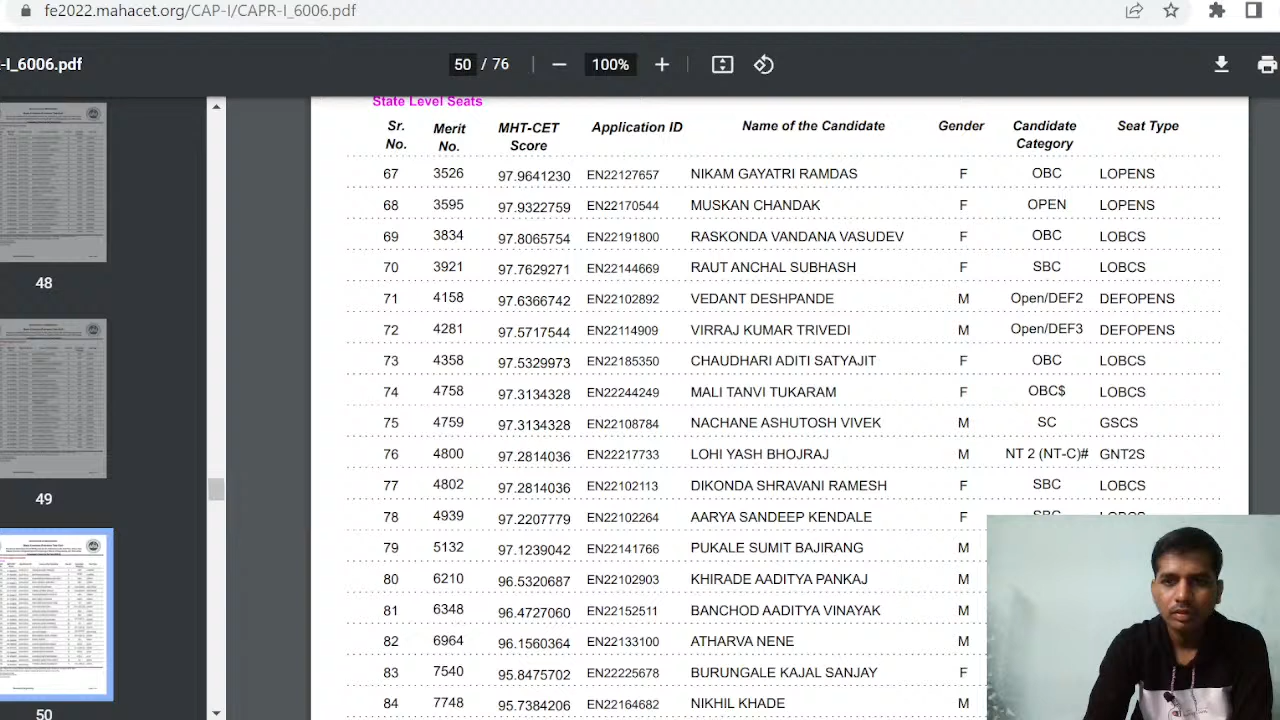 fe2022.mahacet.org/CAP-I/CAPR-I_6006.pdf
-I_6006.pdf
50 / 76
100%
State Level Seats
Sr. No. Merit No. MHT-CET Score Application ID Name of the Candidate Gender Candidate Category Seat Type
67 3526 97.9641230 EN22127657 NIKAM GAYATRI RAMDAS F OBC LOPENS
68 3595 97.9322759 EN22170544 MUSKAN CHANDAK F OPEN LOPENS
69 3834 97.8065754 EN22191800 RASKONDA VANDANA VASUDEV F OBC LOBCS
70 3921 97.7629271 EN22144669 RAUT ANCHAL SUBHASH F SBC LOBCS
71 4158 97.6366742 EN22102892 VEDANT DESHPANDE M Open/DEF2 DEFOPENS
72 4281 97.5717544 EN22114909 VIRRAJ KUMAR TRIVEDI M Open/DEF3 DEFOPENS
73 4358 97.5329973 EN22185350 CHAUDHARI ADITI SATYAJIT F OBC LOBCS
74 4758 97.3134328 EN22244249 MALI TANVI TUKARAM F OBC$ LOBCS
75 4759 97.3134328 EN22108784 NACHANE ASHUTOSH VIVEK M SC GSCS
76 4800 97.2814036 EN22217733 LOHI YASH BHOJRAJ M NT 2 (NT-C)# GNT2S
77 4802 97.2814036 EN22102113 DIKONDA SHRAVANI RAMESH F SBC LOBCS
78 4939 97.2207779 EN22102264 AARYA SANDEEP KENDALE F
79 5132 97.1239042 EN22141766 PUKALE SUMIT BAJIRANG M
80 6210 96.5320687 EN22102903 KHIRADE AADITYA PANKAJ M
81 6348 96.4727060 EN22152511 BANCHOD AADITYA VINAYAK M
82 6964 96.1560364 EN22133100 ATHARVA NENE M
83 7540 95.8475702 EN22225678 BURUNGALE KAJAL SANJAY F
84 7748 95.7384206 EN22164682 NIKHIL KHADE M
48
49
50